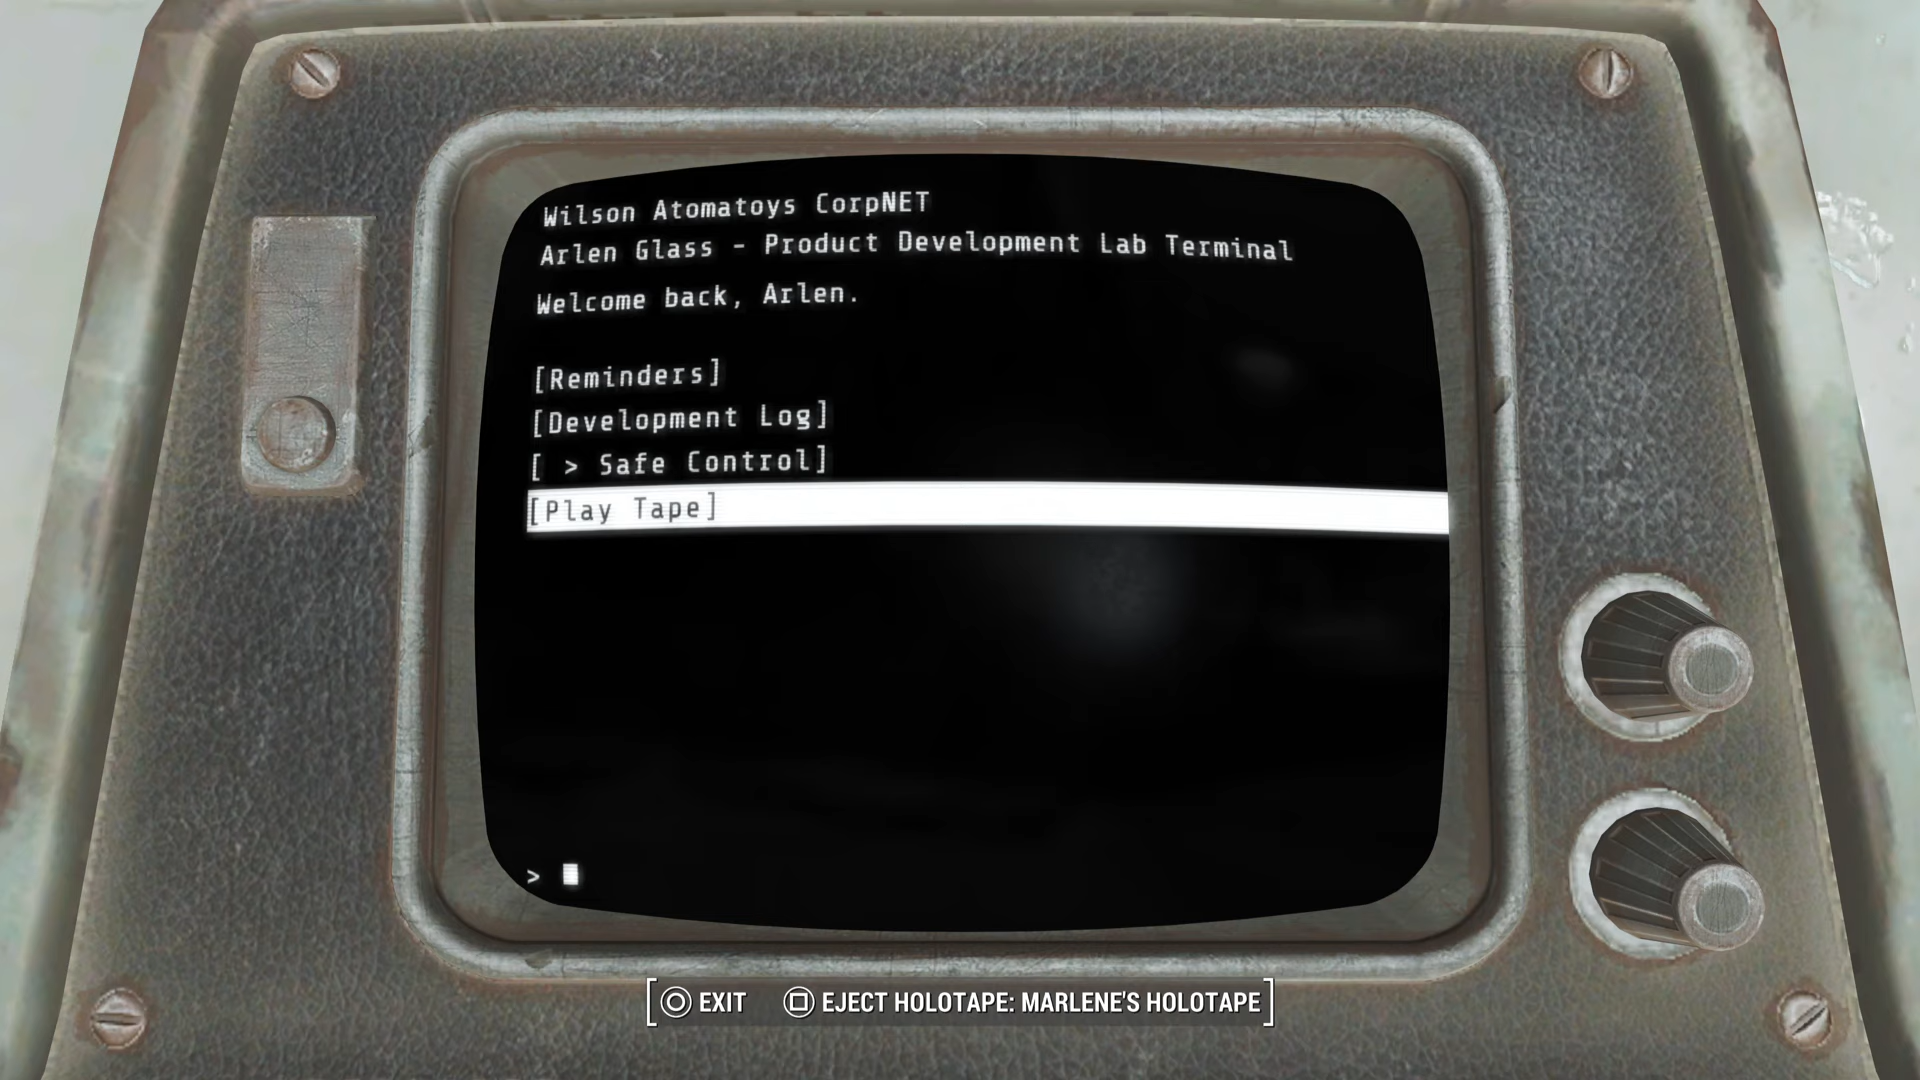 Wilson Atomatoys CorpNET
Arlen Glass - Product Development Lab Terminal
Welcome back, Arlen.
[Reminders]
[Development Log]
[ > Safe Control]
[Play Tape]
>
[ EXIT EJECT HOLOTAPE: MARLENE'S HOLOTAPE ]